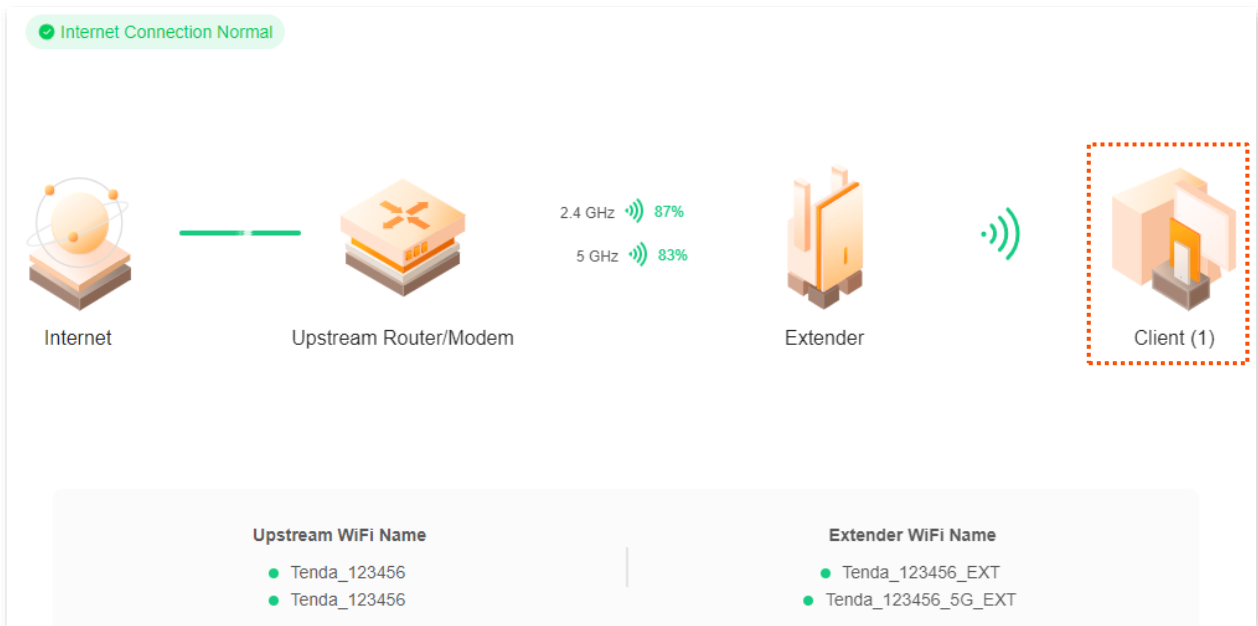 Internet Connection Normal
2.4 GHz 87%
5 GHz 83%
Internet
Upstream Router/Modem
Extender
Client (1)
Upstream WiFi Name
Tenda_123456
Tenda_123456
Extender WiFi Name
Tenda_123456_EXT
Tenda_123456_5G_EXT